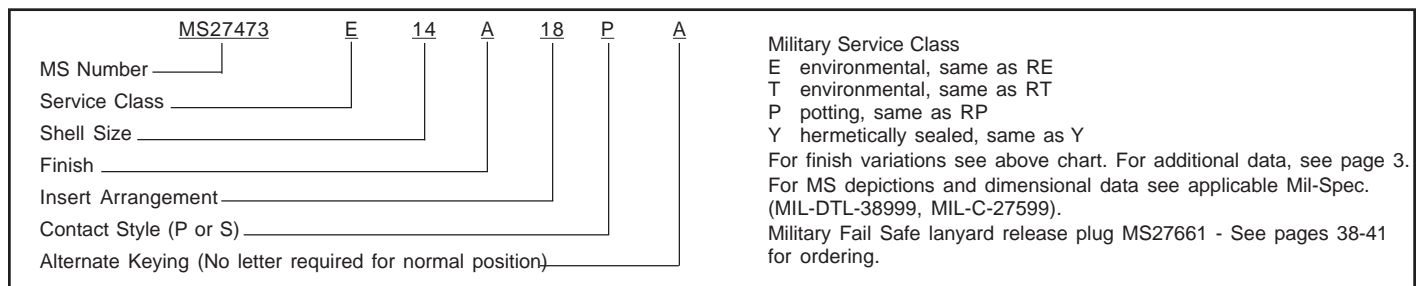 MS27473 E 14 A 18 P A
MS Number
Service Class
Shell Size
Finish
Insert Arrangement
Contact Style (P or S)
Alternate Keying (No letter required for normal position)
Military Service Class
E environmental, same as RE
T environmental, same as RT
P potting, same as RP
Y hermetically sealed, same as Y
For finish variations see above chart. For additional data, see page 3.
For MS depictions and dimensional data see applicable Mil-Spec.
(MIL-DTL-38999, MIL-C-27599).
Military Fail Safe lanyard release plug MS27661 - See pages 38-41
for ordering.